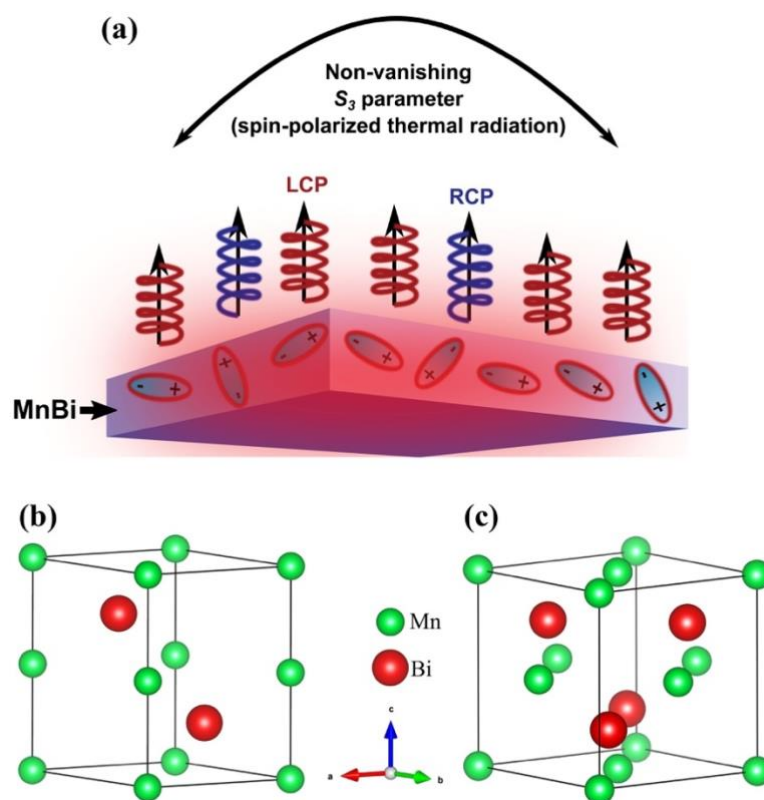 (a)
Non-vanishing
S₃ parameter
(spin-polarized thermal radiation)
LCP
RCP
- +
+ -
- +
- +
- +
- +
- +
- +
MnBi
(b)
(c)
Mn
Bi
c
a
b